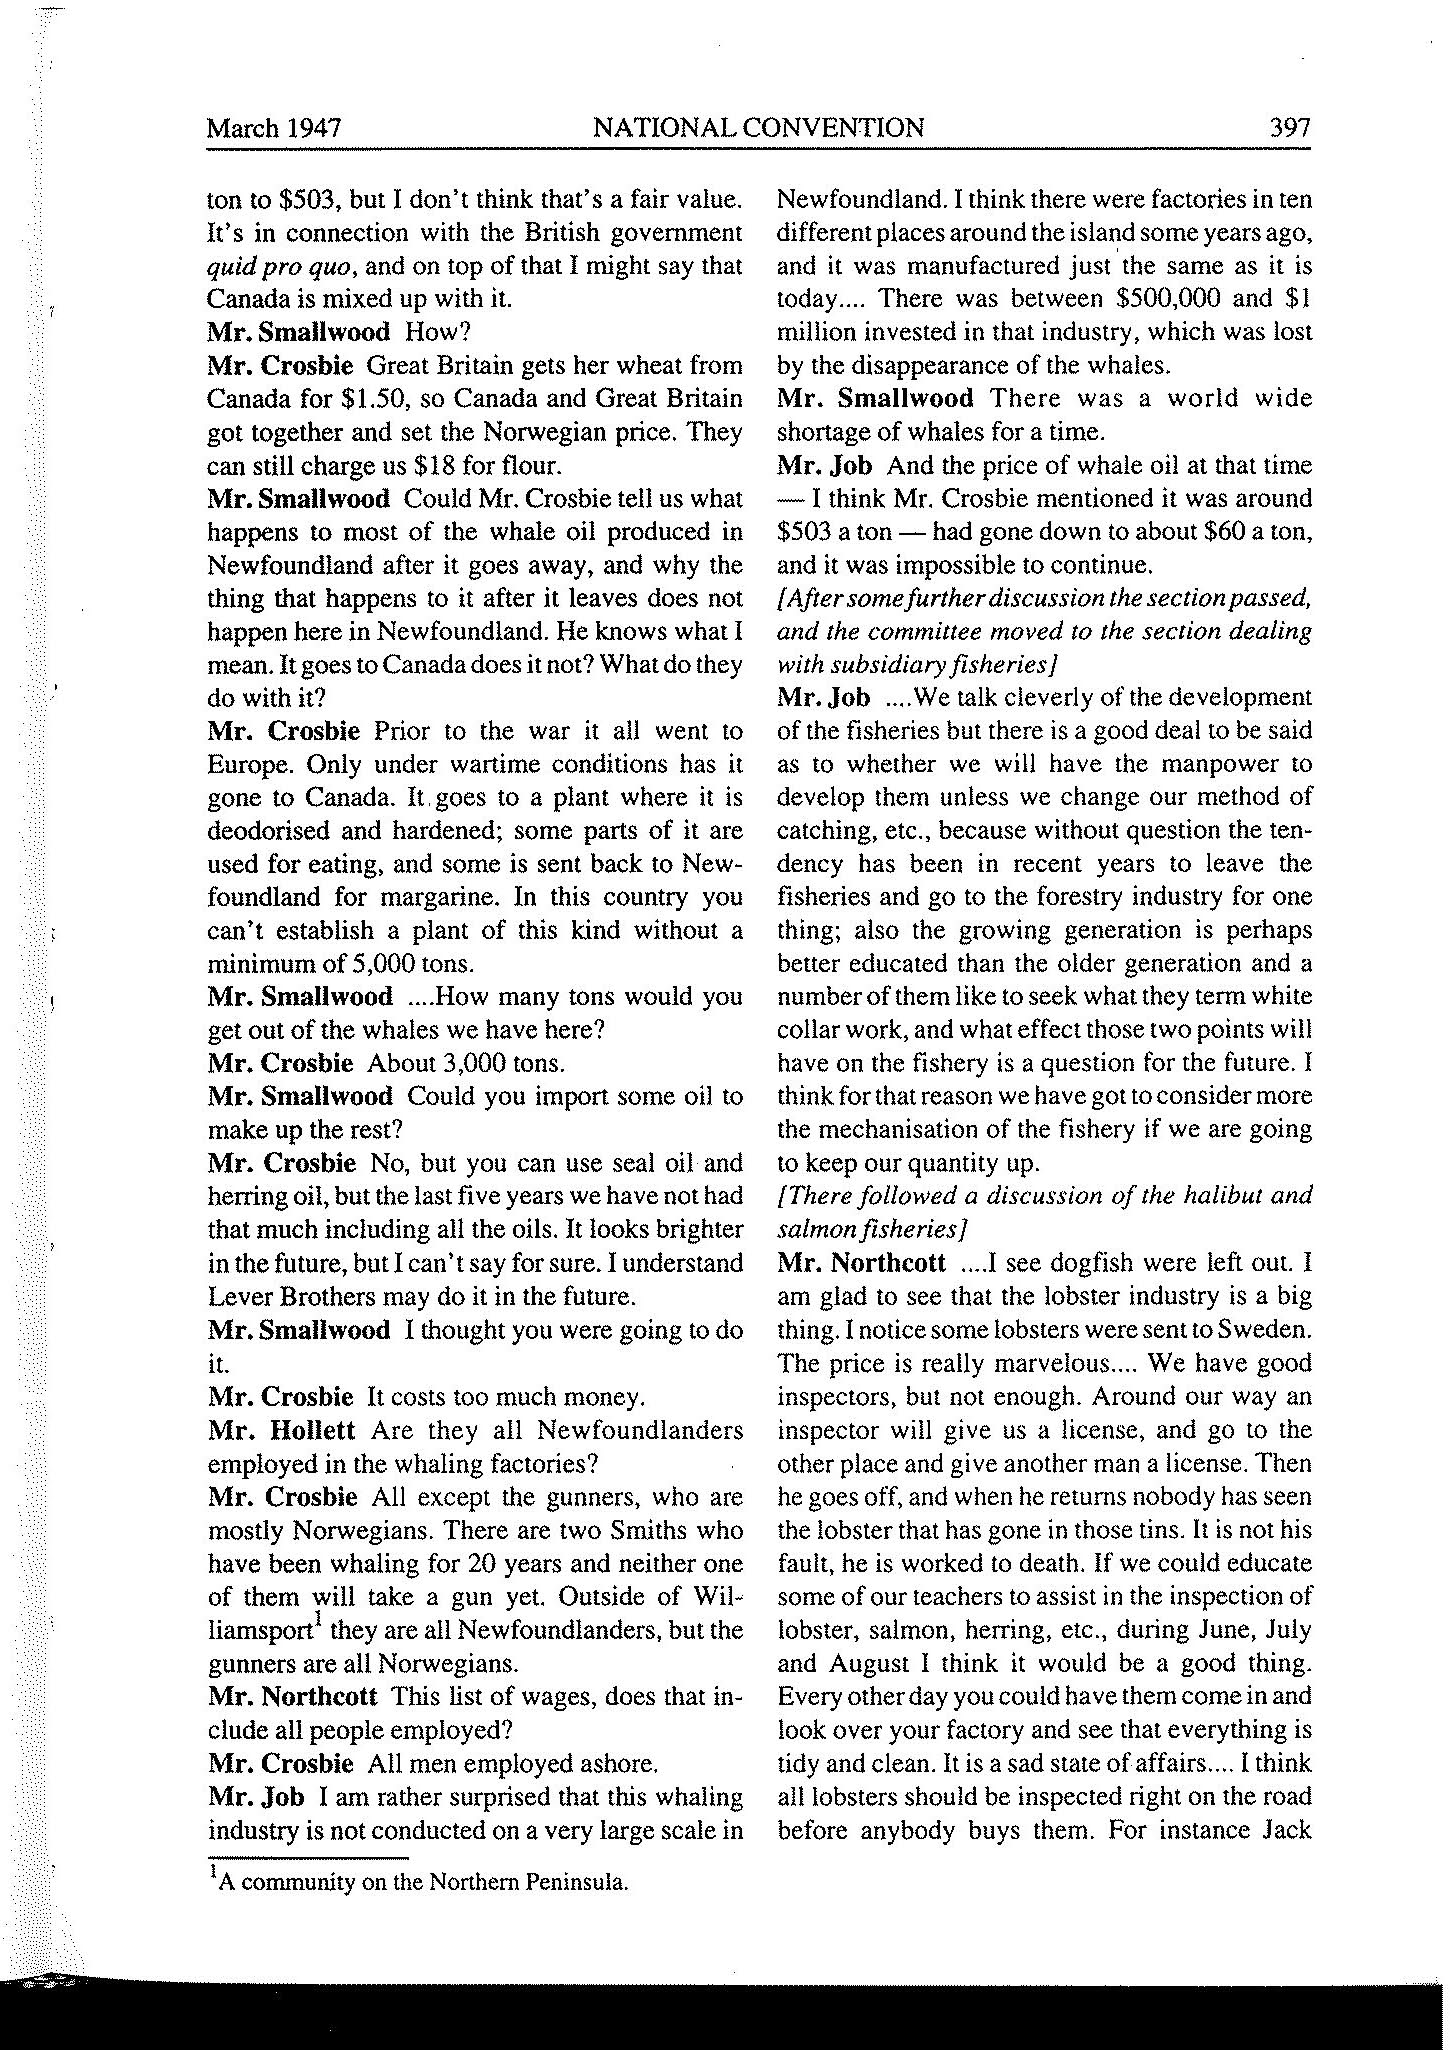 March 1947 NATIONAL CONVENTION 397
ton to $503, but I don't think that's a fair value.
It's in connection with the British government
quid pro quo, and on top of that I might say that
Canada is mixed up with it.
Mr. Smallwood How?
Mr. Crosbie Great Britain gets her wheat from
Canada for $1.50, so Canada and Great Britain
got together and set the Norwegian price. They
can still charge us $18 for flour.
Mr. Smallwood Could Mr. Crosbie tell us what
happens to most of the whale oil produced in
Newfoundland after it goes away, and why the
thing that happens to it after it leaves does not
happen here in Newfoundland. He knows what I
mean. It goes to Canada does it not? What do they
do with it?
Mr. Crosbie Prior to the war it all went to
Europe. Only under wartime conditions has it
gone to Canada. It goes to a plant where it is
deodorised and hardened; some parts of it are
used for eating, and some is sent back to New-
foundland for margarine. In this country you
can't establish a plant of this kind without a
minimum of 5,000 tons.
Mr. Smallwood ....How many tons would you
get out of the whales we have here?
Mr. Crosbie About 3,000 tons.
Mr. Smallwood Could you import some oil to
make up the rest?
Mr. Crosbie No, but you can use seal oil and
herring oil, but the last five years we have not had
that much including all the oils. It looks brighter
in the future, but I can't say for sure. I understand
Lever Brothers may do it in the future.
Mr. Smallwood I thought you were going to do
it.
Mr. Crosbie It costs too much money.
Mr. Hollett Are they all Newfoundlanders
employed in the whaling factories?
Mr. Crosbie All except the gunners, who are
mostly Norwegians. There are two Smiths who
have been whaling for 20 years and neither one
of them will take a gun yet. Outside of Wil-
liamsport¹ they are all Newfoundlanders, but the
gunners are all Norwegians.
Mr. Northcott This list of wages, does that in-
clude all people employed?
Mr. Crosbie All men employed ashore.
Mr. Job I am rather surprised that this whaling
industry is not conducted on a very large scale in
¹A community on the Northern Peninsula.
Newfoundland. I think there were factories in ten
different places around the island some years ago,
and it was manufactured just the same as it is
today.... There was between $500,000 and $1
million invested in that industry, which was lost
by the disappearance of the whales.
Mr. Smallwood There was a world wide
shortage of whales for a time.
Mr. Job And the price of whale oil at that time
— I think Mr. Crosbie mentioned it was around
$503 a ton — had gone down to about $60 a ton,
and it was impossible to continue.
[After some further discussion the section passed,
and the committee moved to the section dealing
with subsidiary fisheries]
Mr. Job ....We talk cleverly of the development
of the fisheries but there is a good deal to be said
as to whether we will have the manpower to
develop them unless we change our method of
catching, etc., because without question the ten-
dency has been in recent years to leave the
fisheries and go to the forestry industry for one
thing; also the growing generation is perhaps
better educated than the older generation and a
number of them like to seek what they term white
collar work, and what effect those two points will
have on the fishery is a question for the future. I
think for that reason we have got to consider more
the mechanisation of the fishery if we are going
to keep our quantity up.
[There followed a discussion of the halibut and
salmon fisheries]
Mr. Northcott ....I see dogfish were left out. I
am glad to see that the lobster industry is a big
thing. I notice some lobsters were sent to Sweden.
The price is really marvelous.... We have good
inspectors, but not enough. Around our way an
inspector will give us a license, and go to the
other place and give another man a license. Then
he goes off, and when he returns nobody has seen
the lobster that has gone in those tins. It is not his
fault, he is worked to death. If we could educate
some of our teachers to assist in the inspection of
lobster, salmon, herring, etc., during June, July
and August I think it would be a good thing.
Every other day you could have them come in and
look over your factory and see that everything is
tidy and clean. It is a sad state of affairs.... I think
all lobsters should be inspected right on the road
before anybody buys them. For instance Jack